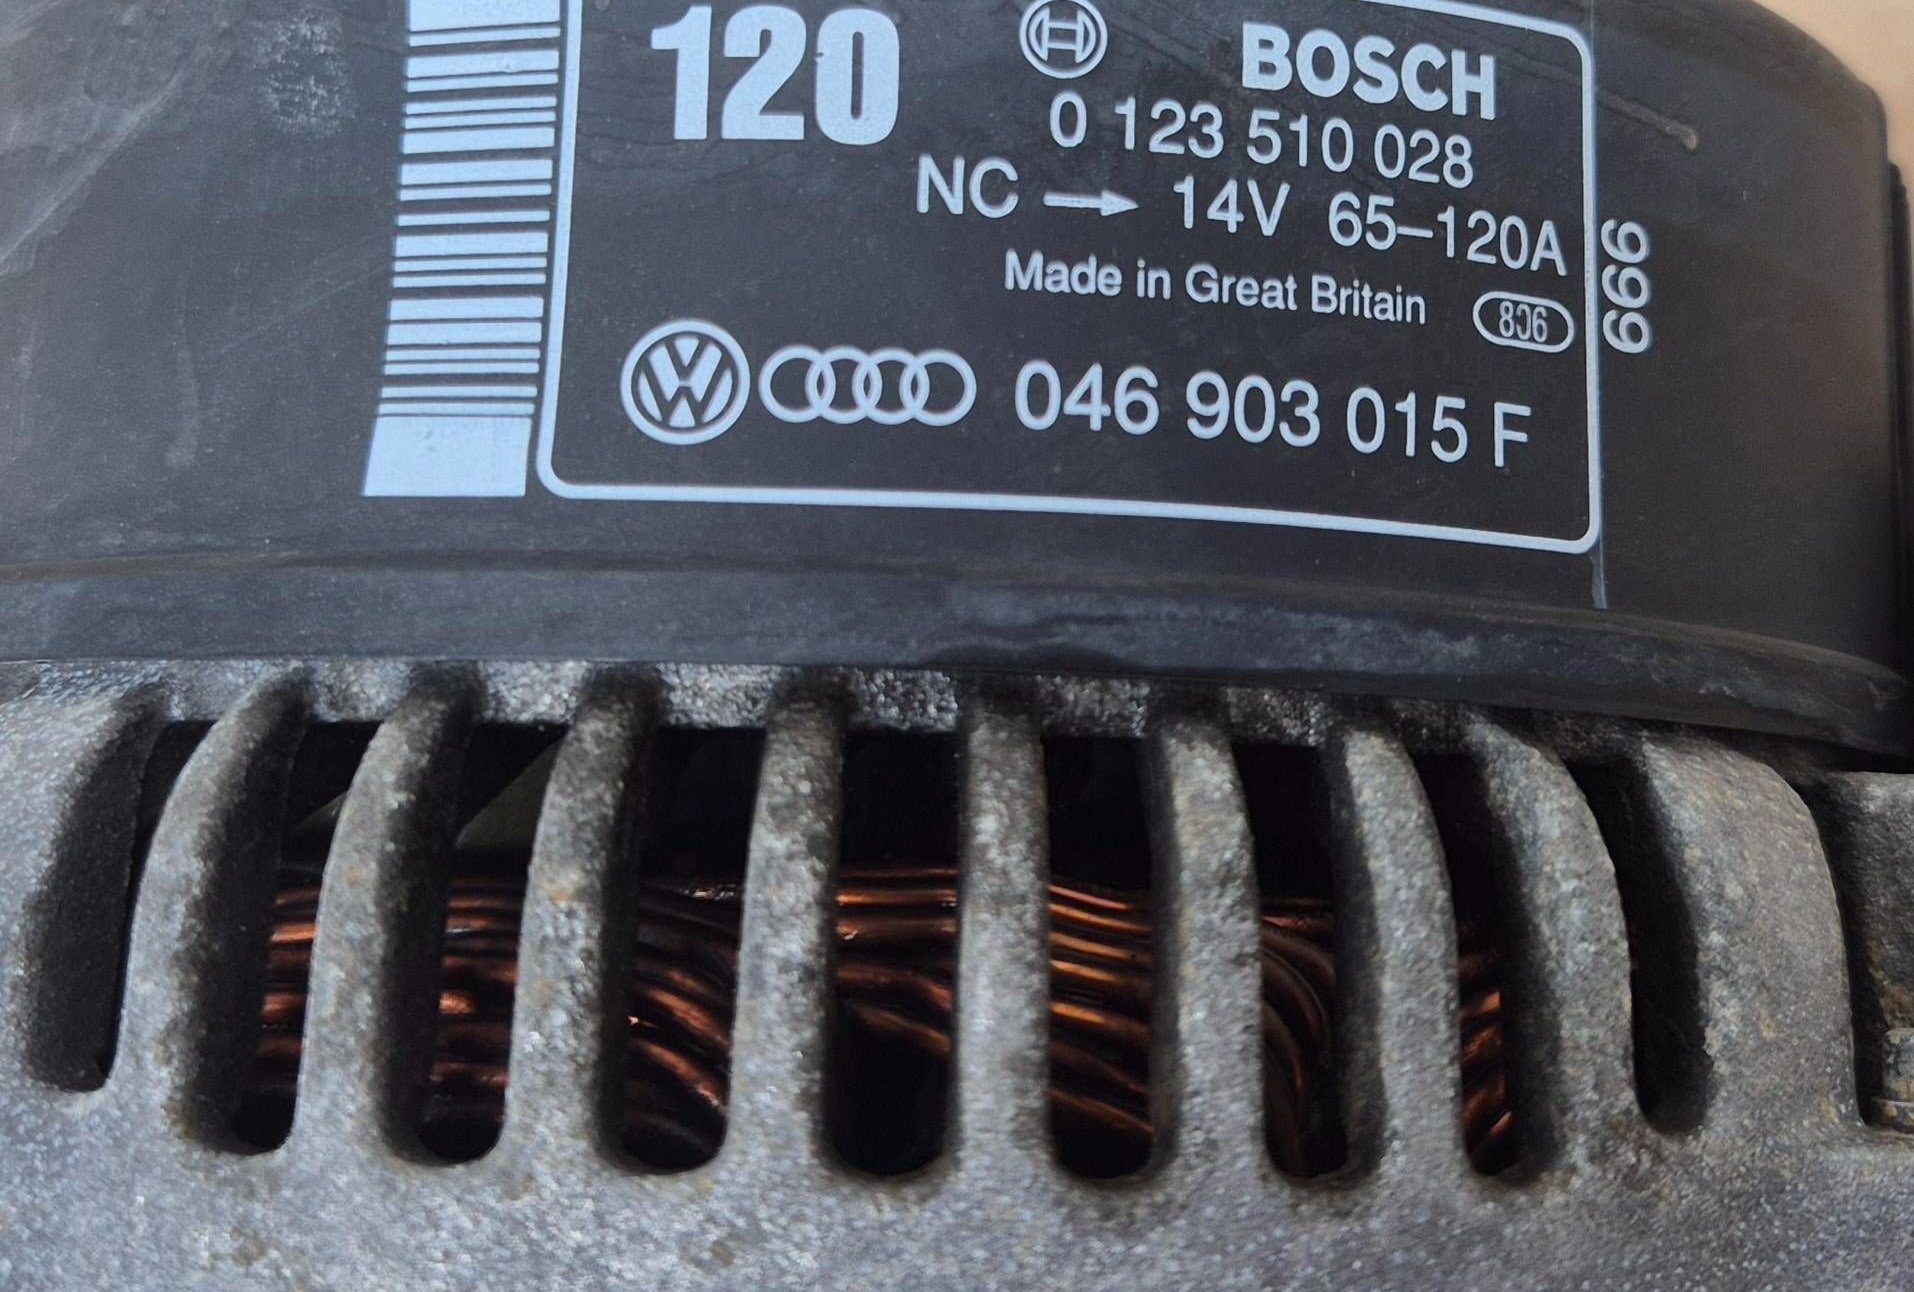 120
BOSCH
0 123 510 028
NC → 14V 65–120A
Made in Great Britain
806
046 903 015 F
999